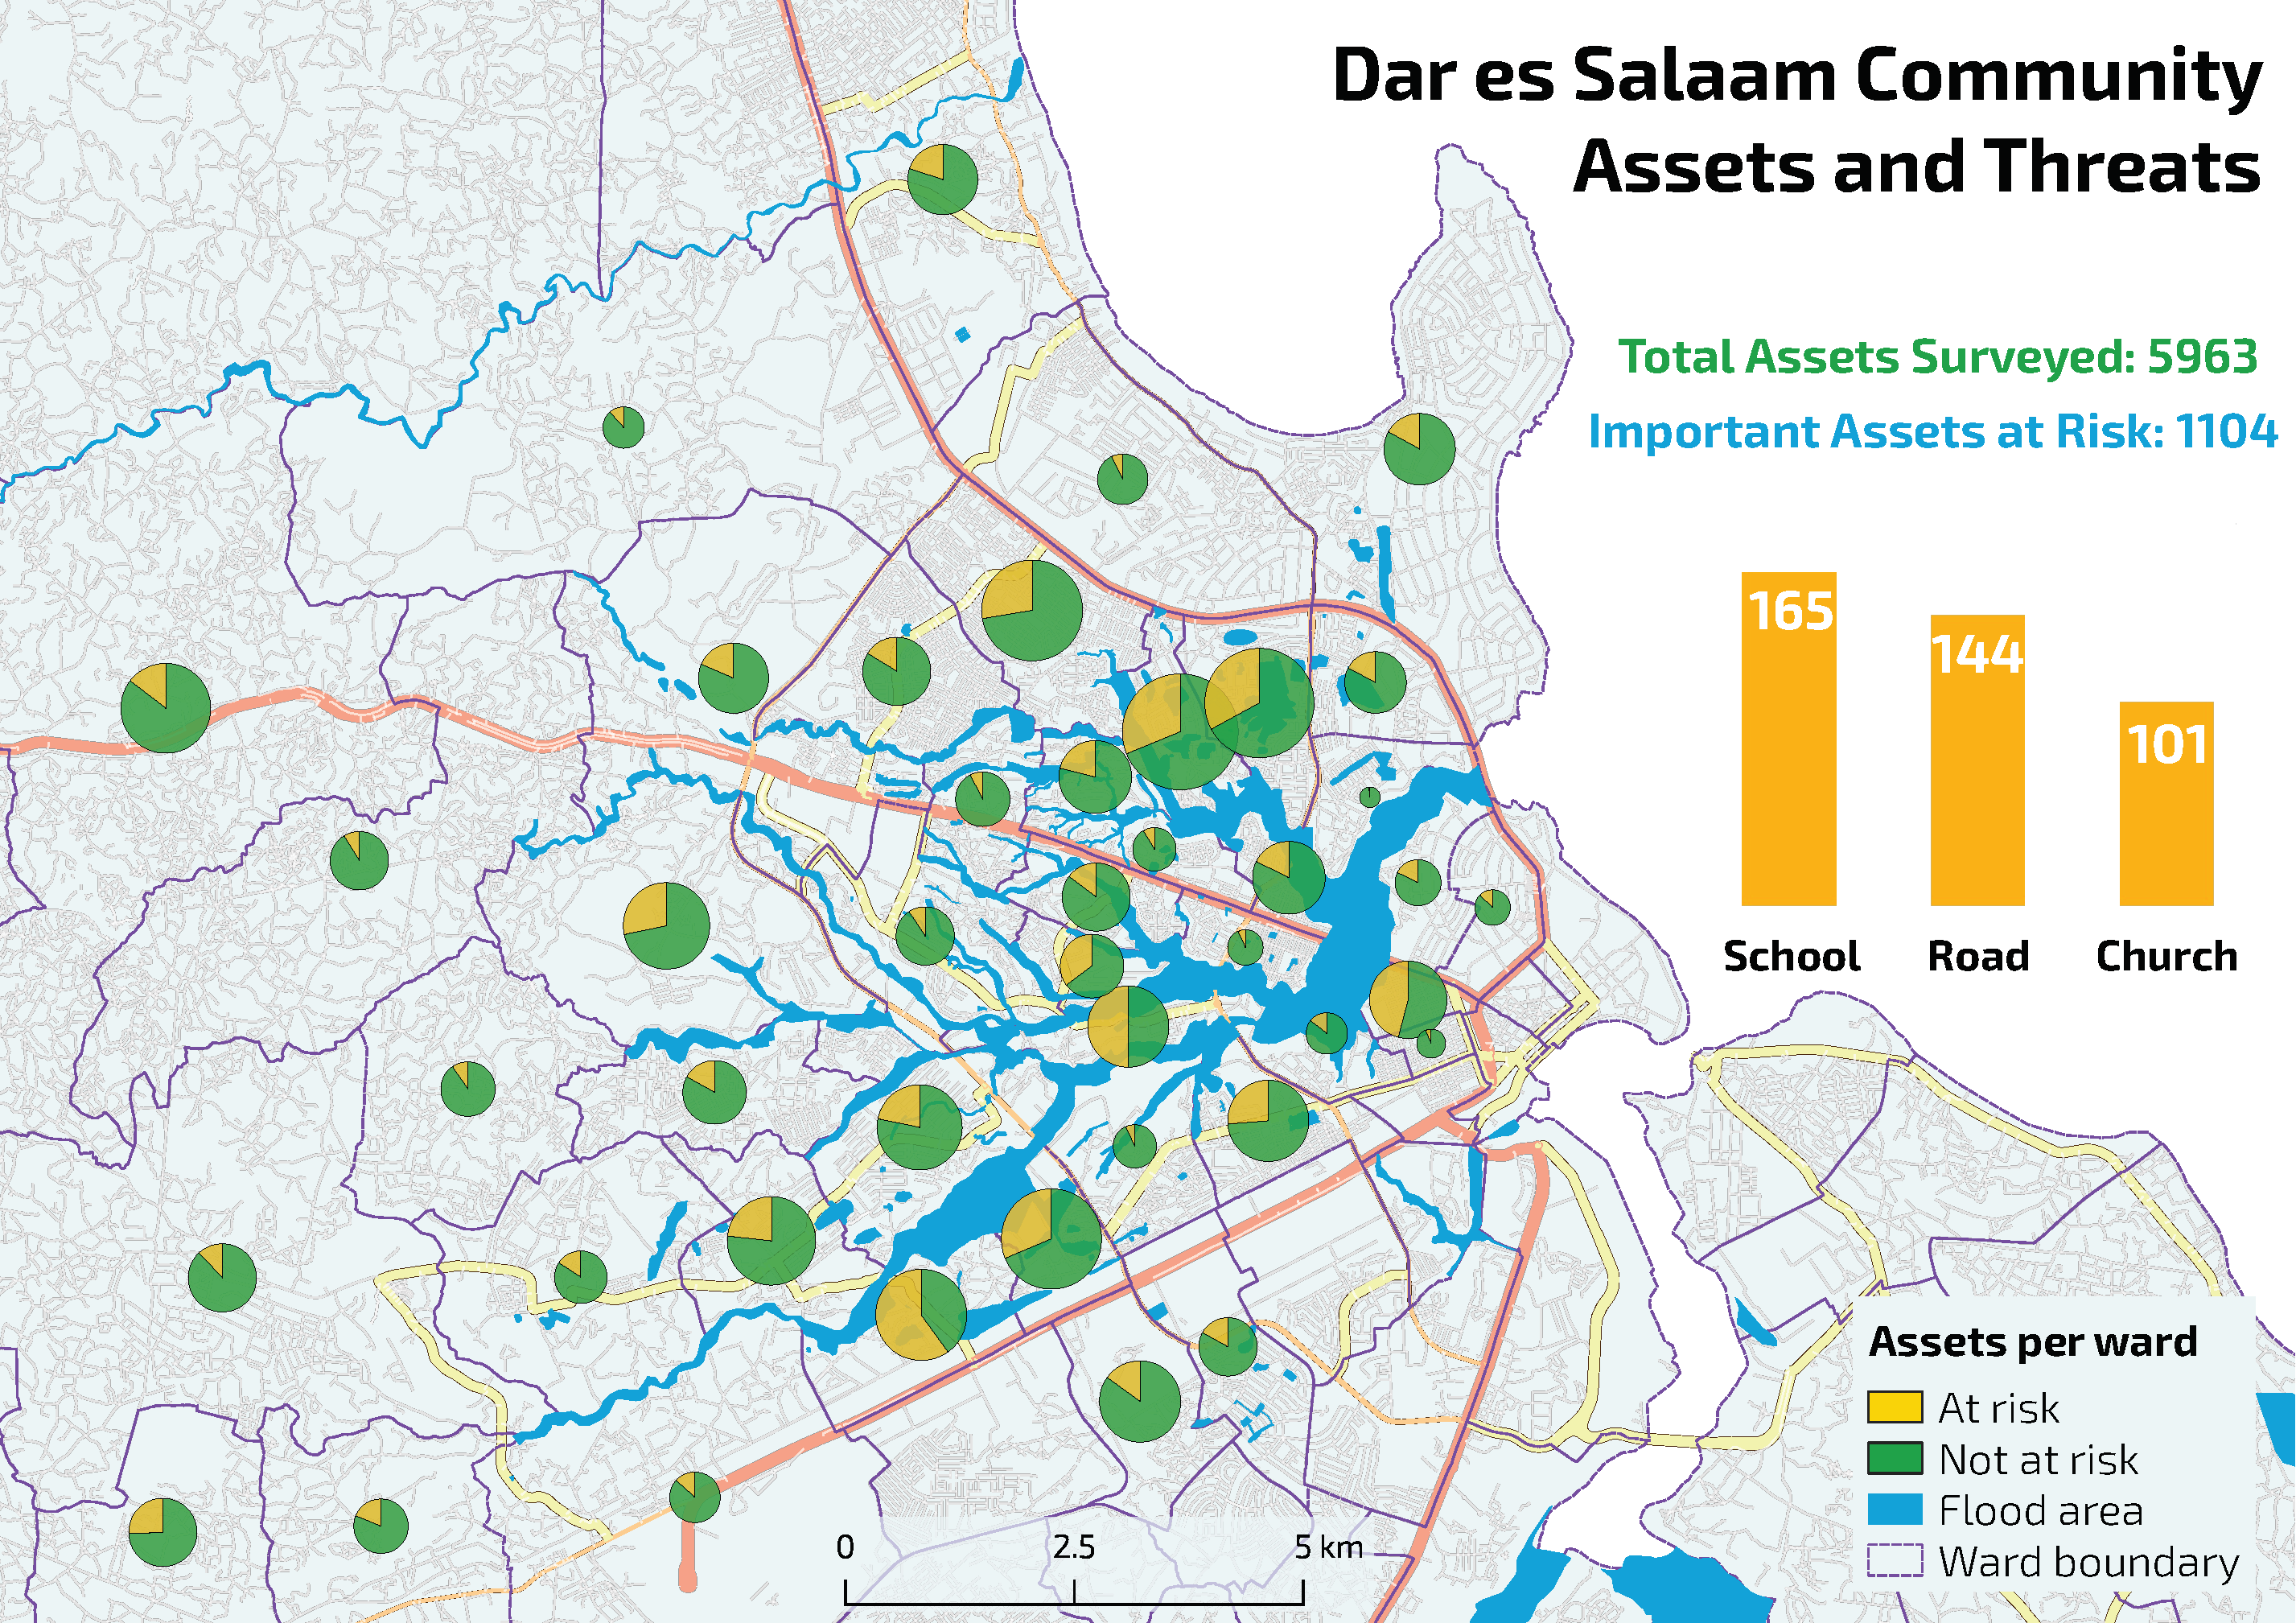 Dar es Salaam Community
Assets and Threats
Total Assets Surveyed: 5963
Important Assets at Risk: 1104
165
144
101
School
Road
Church
Assets per ward
At risk
Not at risk
Flood area
Ward boundary
0
2.5
5 km